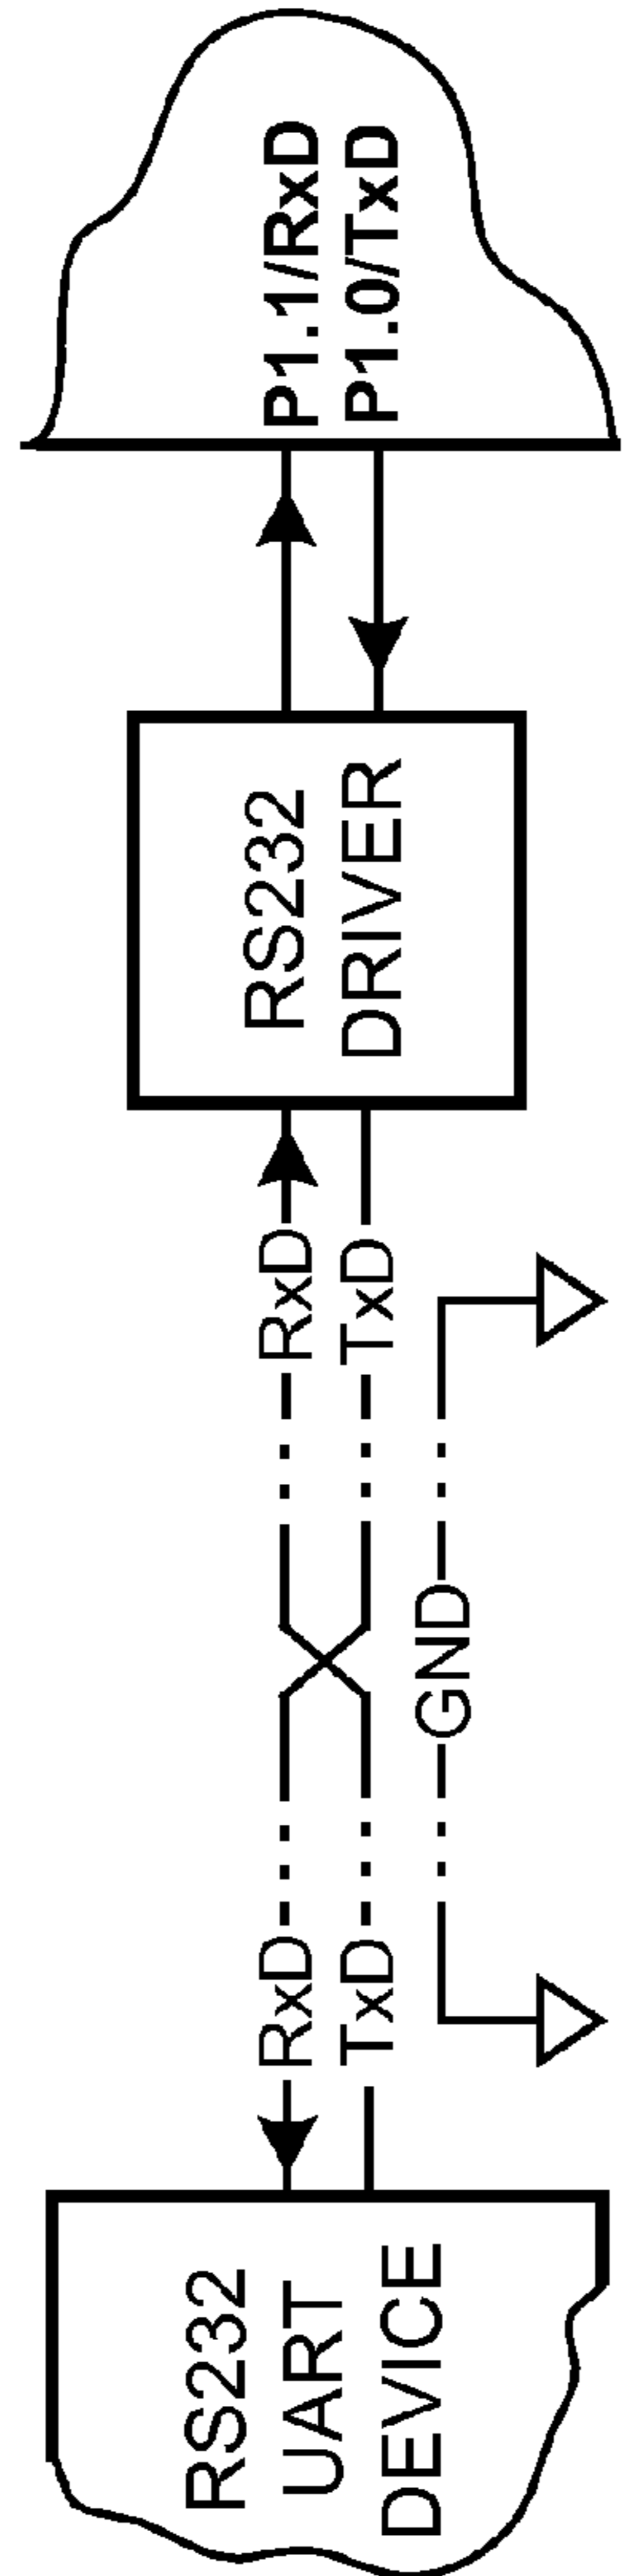 RS232
UART
DEVICE
RxD
TxD
GND
RxD
TxD
RS232
DRIVER
P1.1/RxD
P1.0/TxD